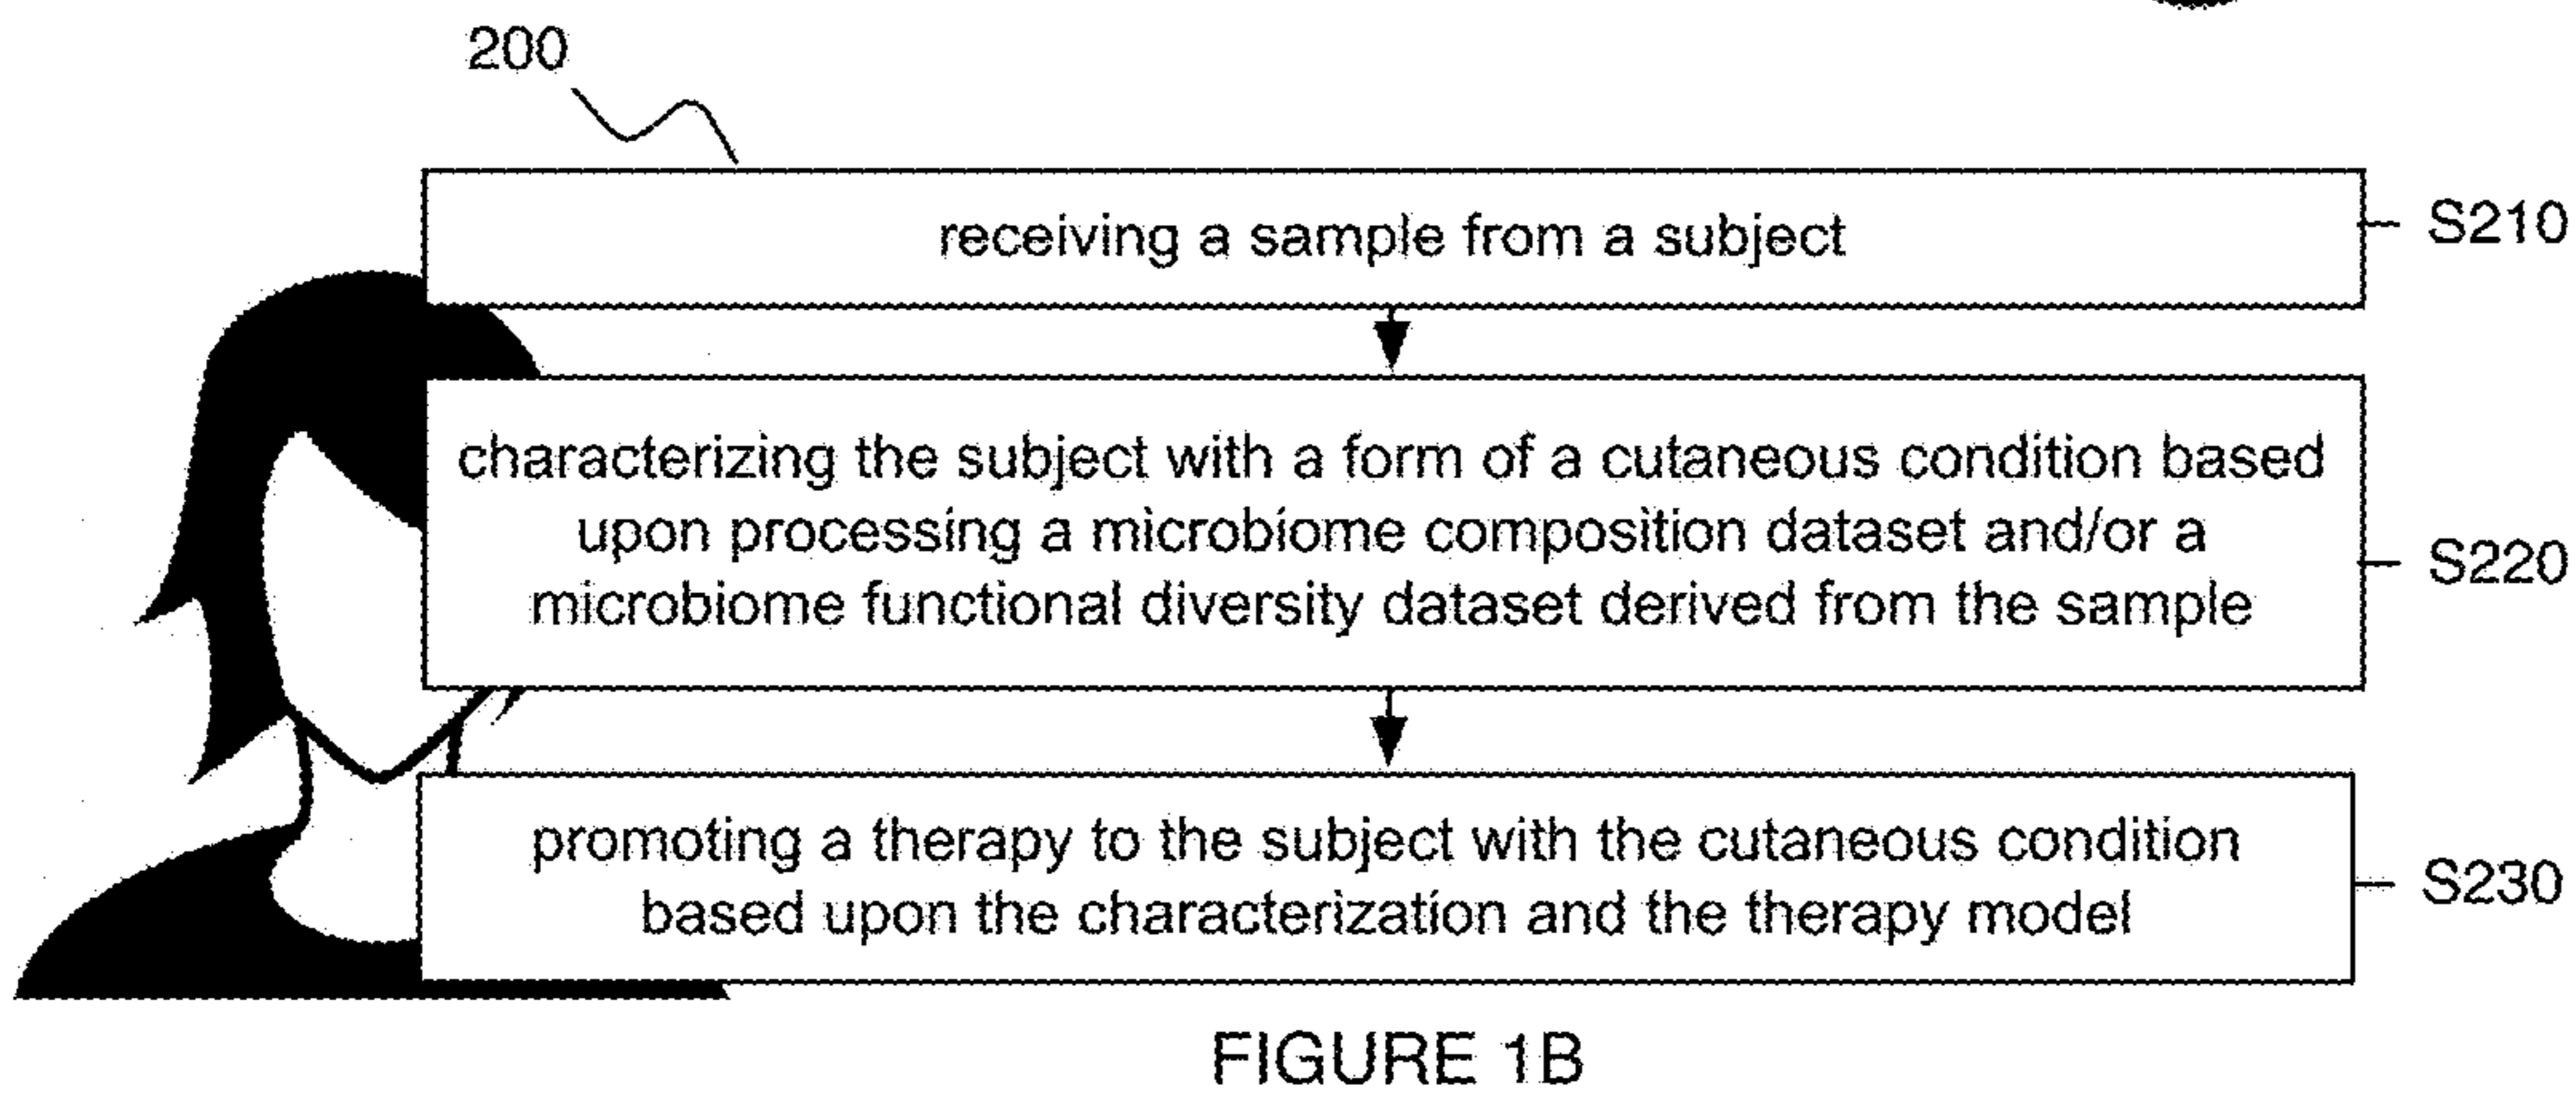 200
receiving a sample from a subject
S210
characterizing the subject with a form of a cutaneous condition based
upon processing a microbiome composition dataset and/or a
microbiome functional diversity dataset derived from the sample
S220
promoting a therapy to the subject with the cutaneous condition
based upon the characterization and the therapy model
S230
FIGURE 1B